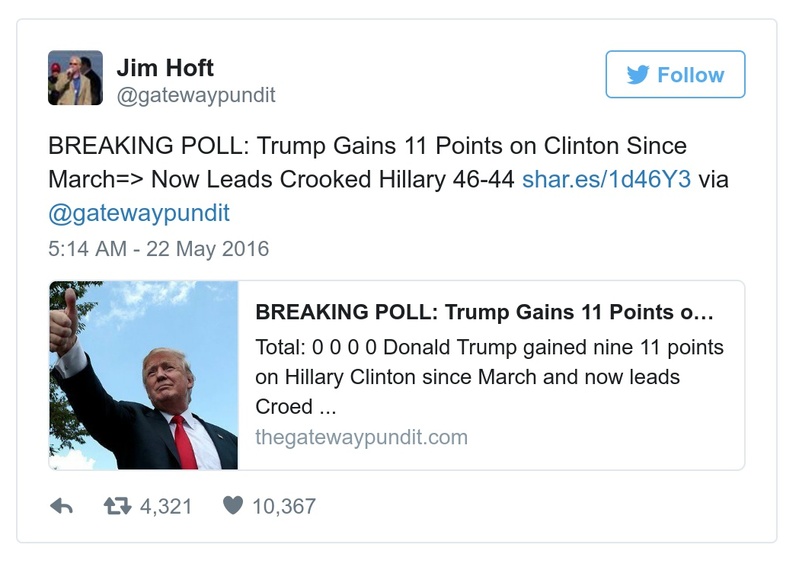 Jim Hoft
@gatewaypundit
Follow
BREAKING POLL: Trump Gains 11 Points on Clinton Since
March=> Now Leads Crooked Hillary 46-44 shar.es/1d46Y3 via
@gatewaypundit
5:14 AM - 22 May 2016
BREAKING POLL: Trump Gains 11 Points o...
Total: 0 0 0 0 Donald Trump gained nine 11 points
on Hillary Clinton since March and now leads
Croed ...
thegatewaypundit.com
4,321 10,367